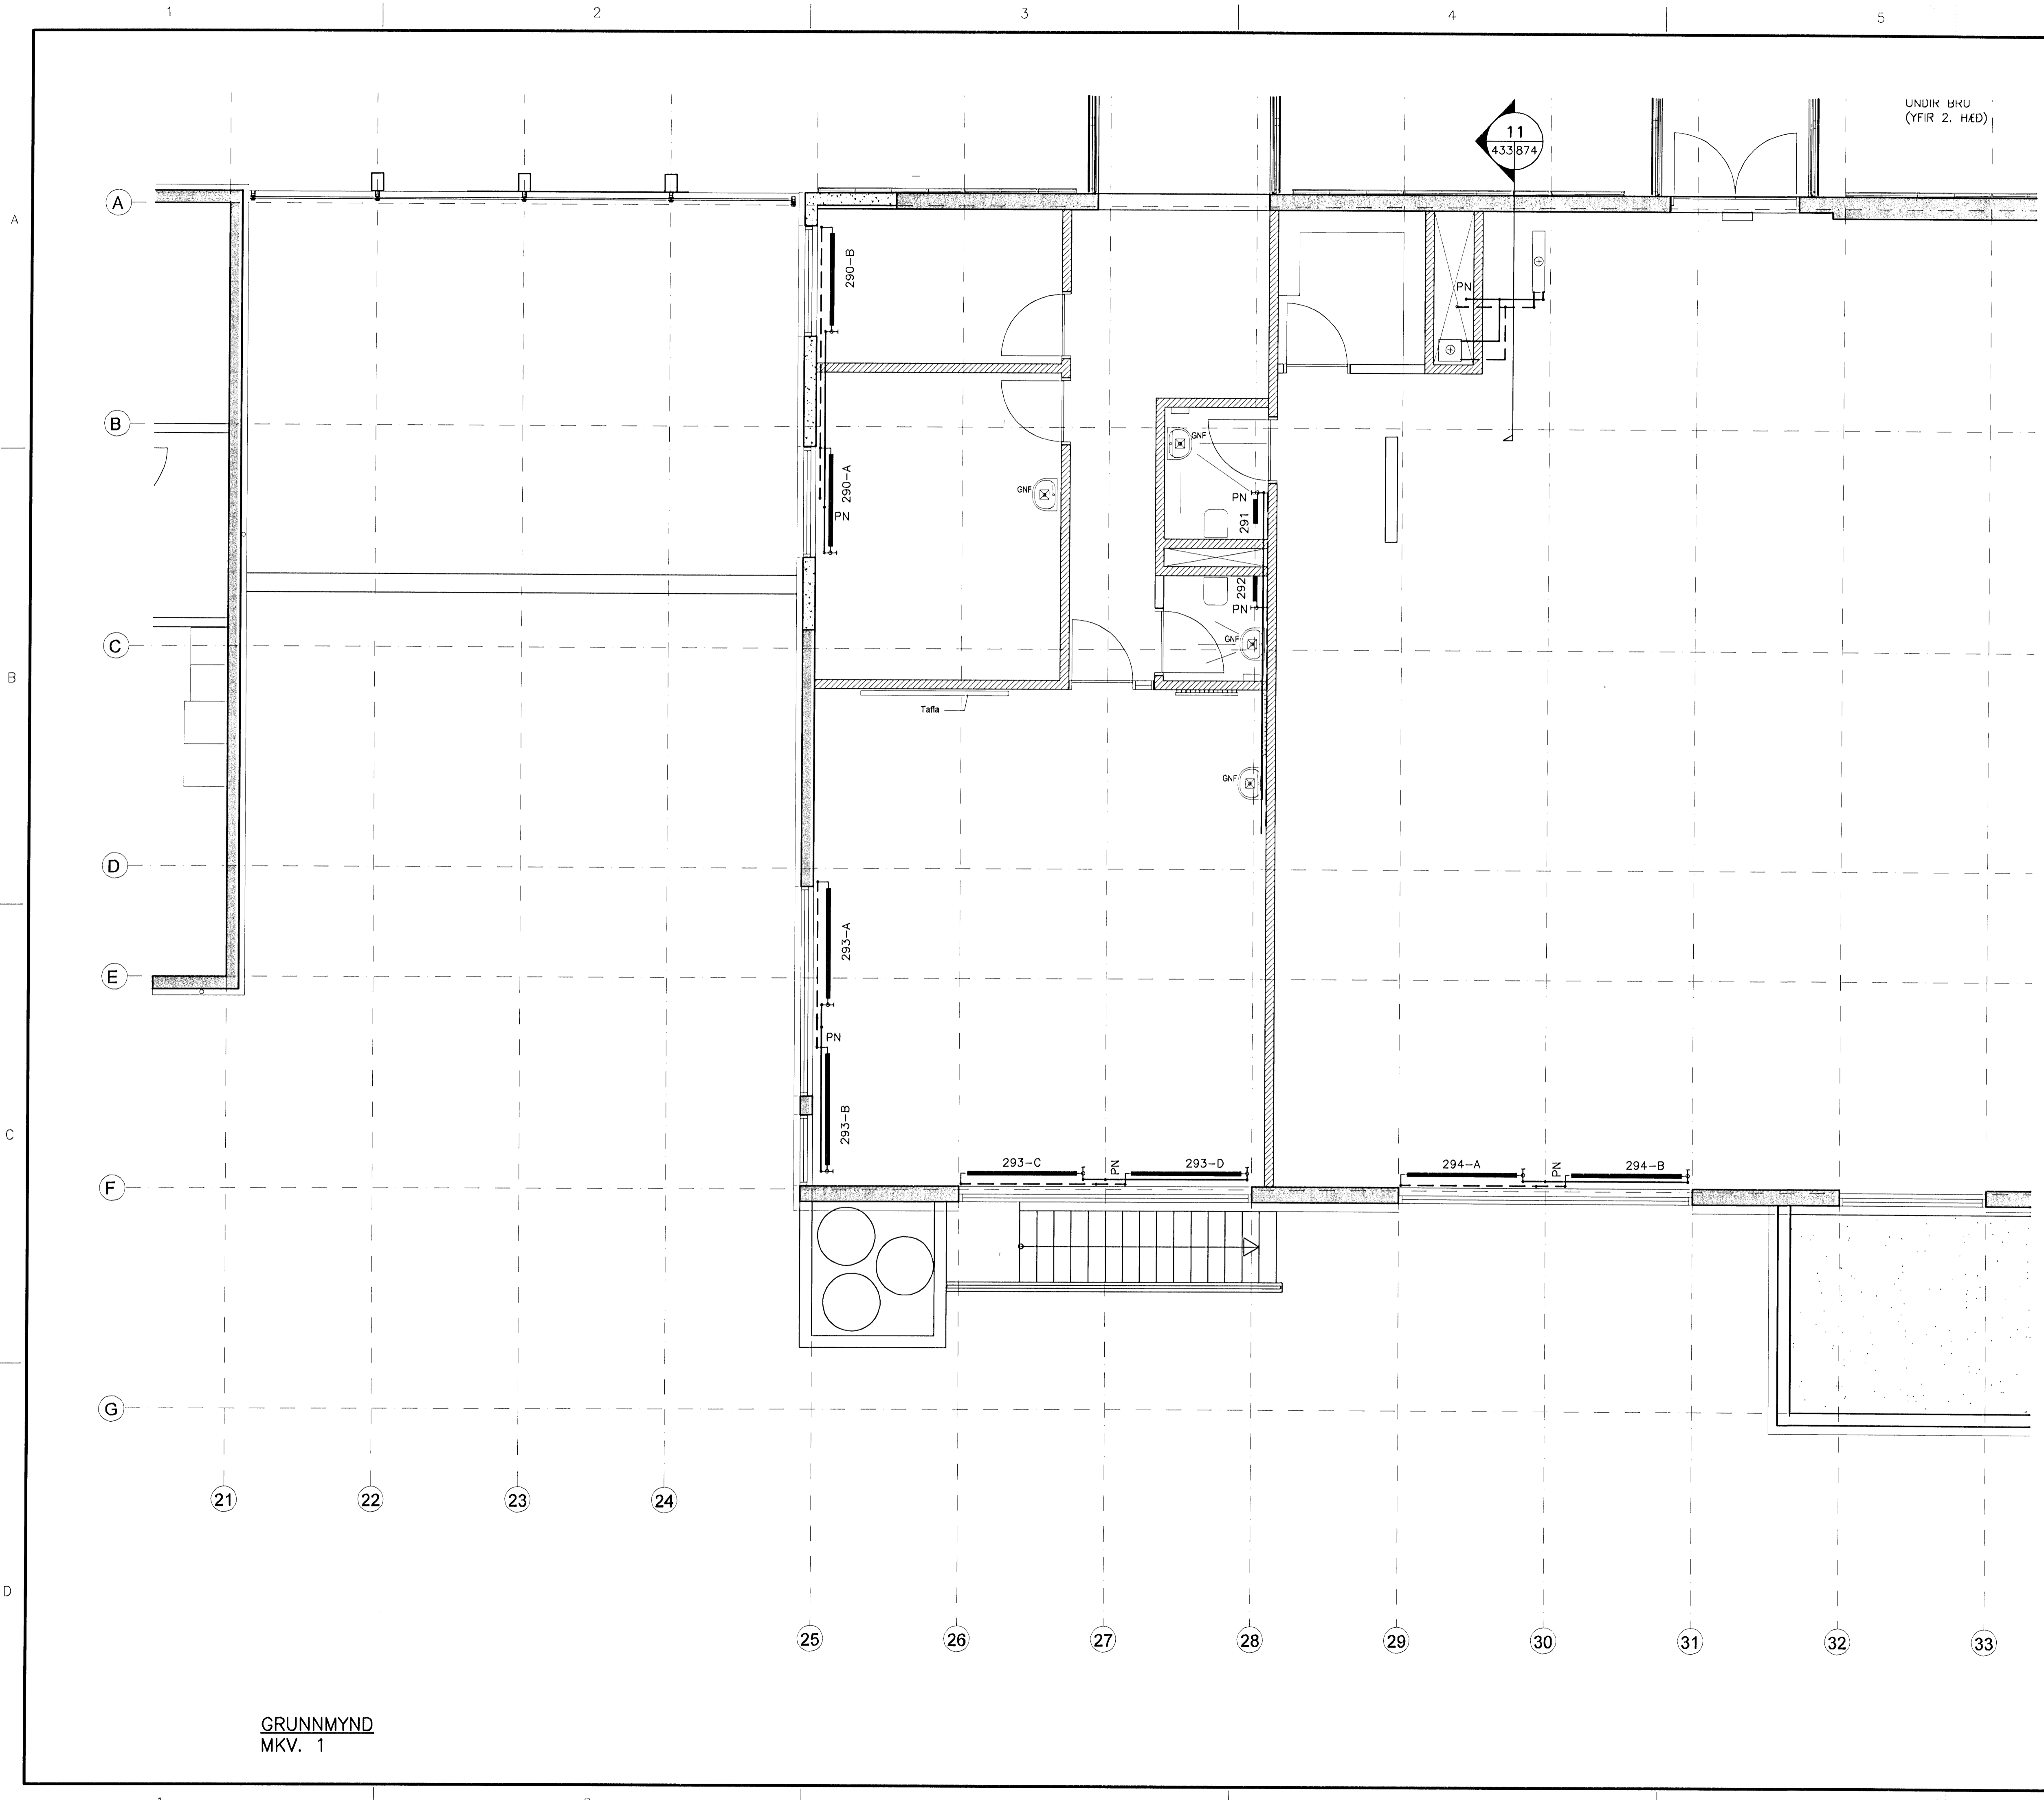 1
2
3
4
5
UNDIR BRU
(YFIR 2. HÆÐ)
11
433 874
A
A
290-B
PN
B
GNF
290-A
GNF
PN
PN
291
292
PN
C
GNF
B
Tafla
GNF
D
293-A
E
PN
293-B
C
293-C
PN
293-D
294-A
PN
294-B
F
G
21
22
23
24
D
25
26
27
28
29
30
31
32
33
GRUNNMYND
MKV. 1